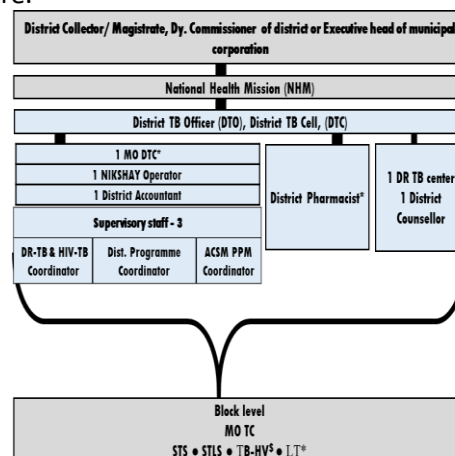 re.
District Collector/ Magistrate, Dy. Commissioner of district or Executive head of municipal
corporation
National Health Mission (NHM)
District TB Officer (DTO), District TB Cell, (DTC)
1 MO DTC*
1 NIKSHAY Operator
1 District Accountant
Supervisory staff - 3
DR-TB & HIV-TB
Coordinator
Dist. Programme
Coordinator
ACSM PPM
Coordinator
District Pharmacist*
1 DR TB center
1 District
Counsellor
Block level
MO TC
STS ● STLS ● TB-HV$ ● LT*